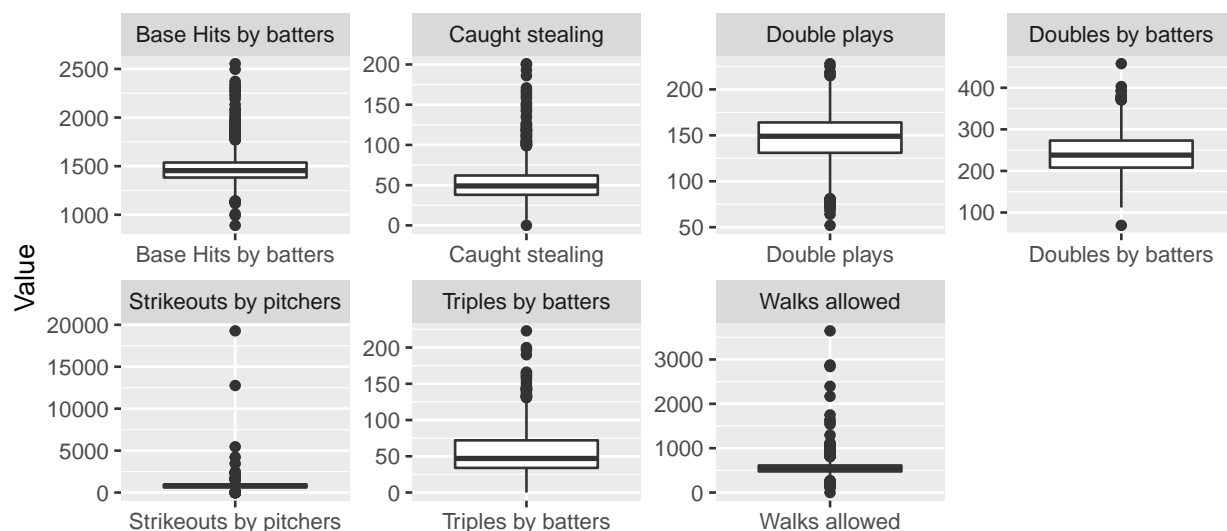 Value
Base Hits by batters
2500
2000
1500
1000
Base Hits by batters
Caught stealing
200
150
100
50
0
Caught stealing
Double plays
200
150
100
50
Double plays
Doubles by batters
400
300
200
100
Doubles by batters
Strikeouts by pitchers
20000
15000
10000
5000
0
Strikeouts by pitchers
Triples by batters
200
150
100
50
0
Triples by batters
Walks allowed
3000
2000
1000
0
Walks allowed